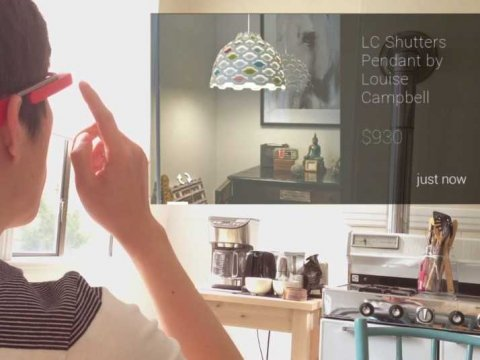 LC Shutters
Pendant by
Louise
Campbell
$930
just now